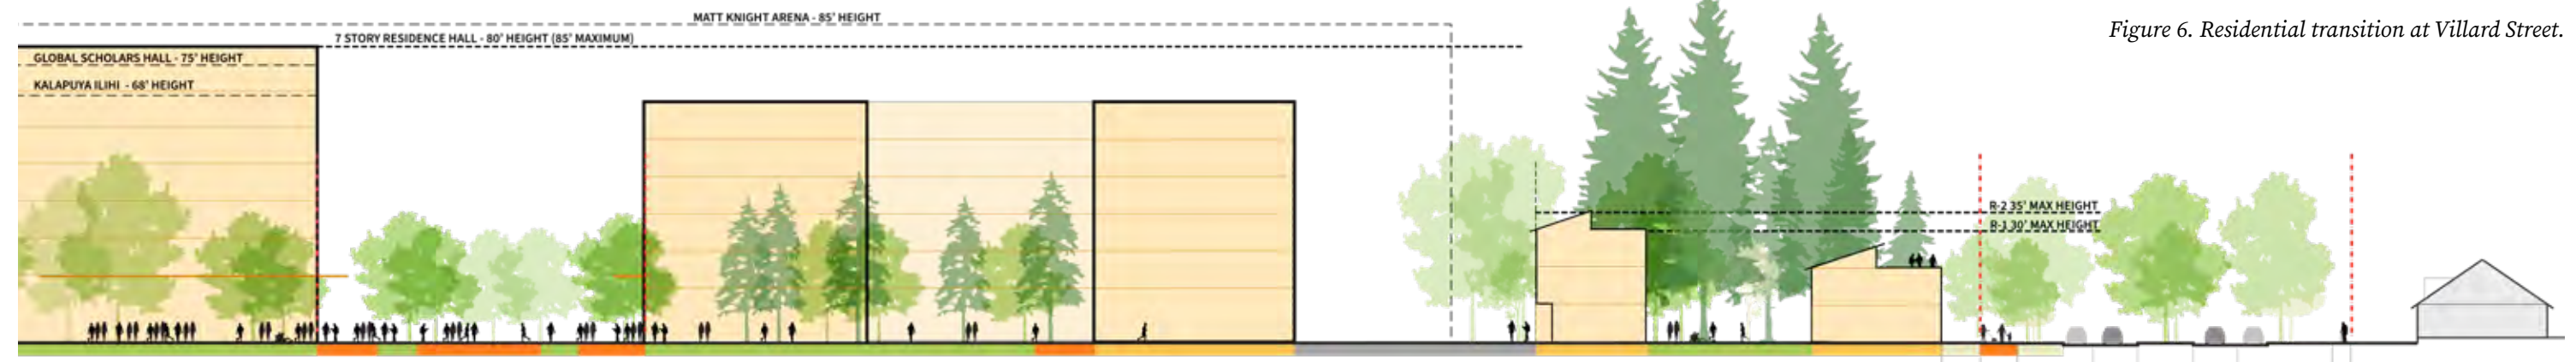 MATT KNIGHT ARENA - 85' HEIGHT
Figure 6. Residential transition at Villard Street.
7 STORY RESIDENCE HALL - 80' HEIGHT (85' MAXIMUM)
GLOBAL SCHOLARS HALL - 75' HEIGHT
KALAPUYA ILIHI - 68' HEIGHT
R-2 35' MAX HEIGHT
R-1 30' MAX HEIGHT